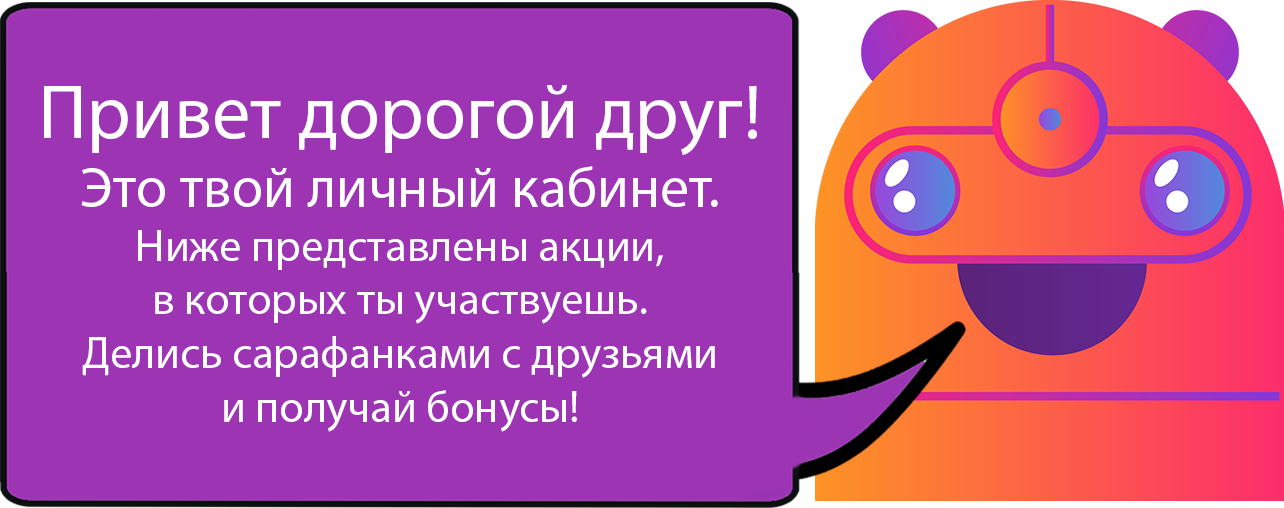 Привет дорогой друг!
Это твой личный кабинет.
Ниже представлены акции,
в которых ты участвуешь.
Делись сарафанками с друзьями
и получай бонусы!